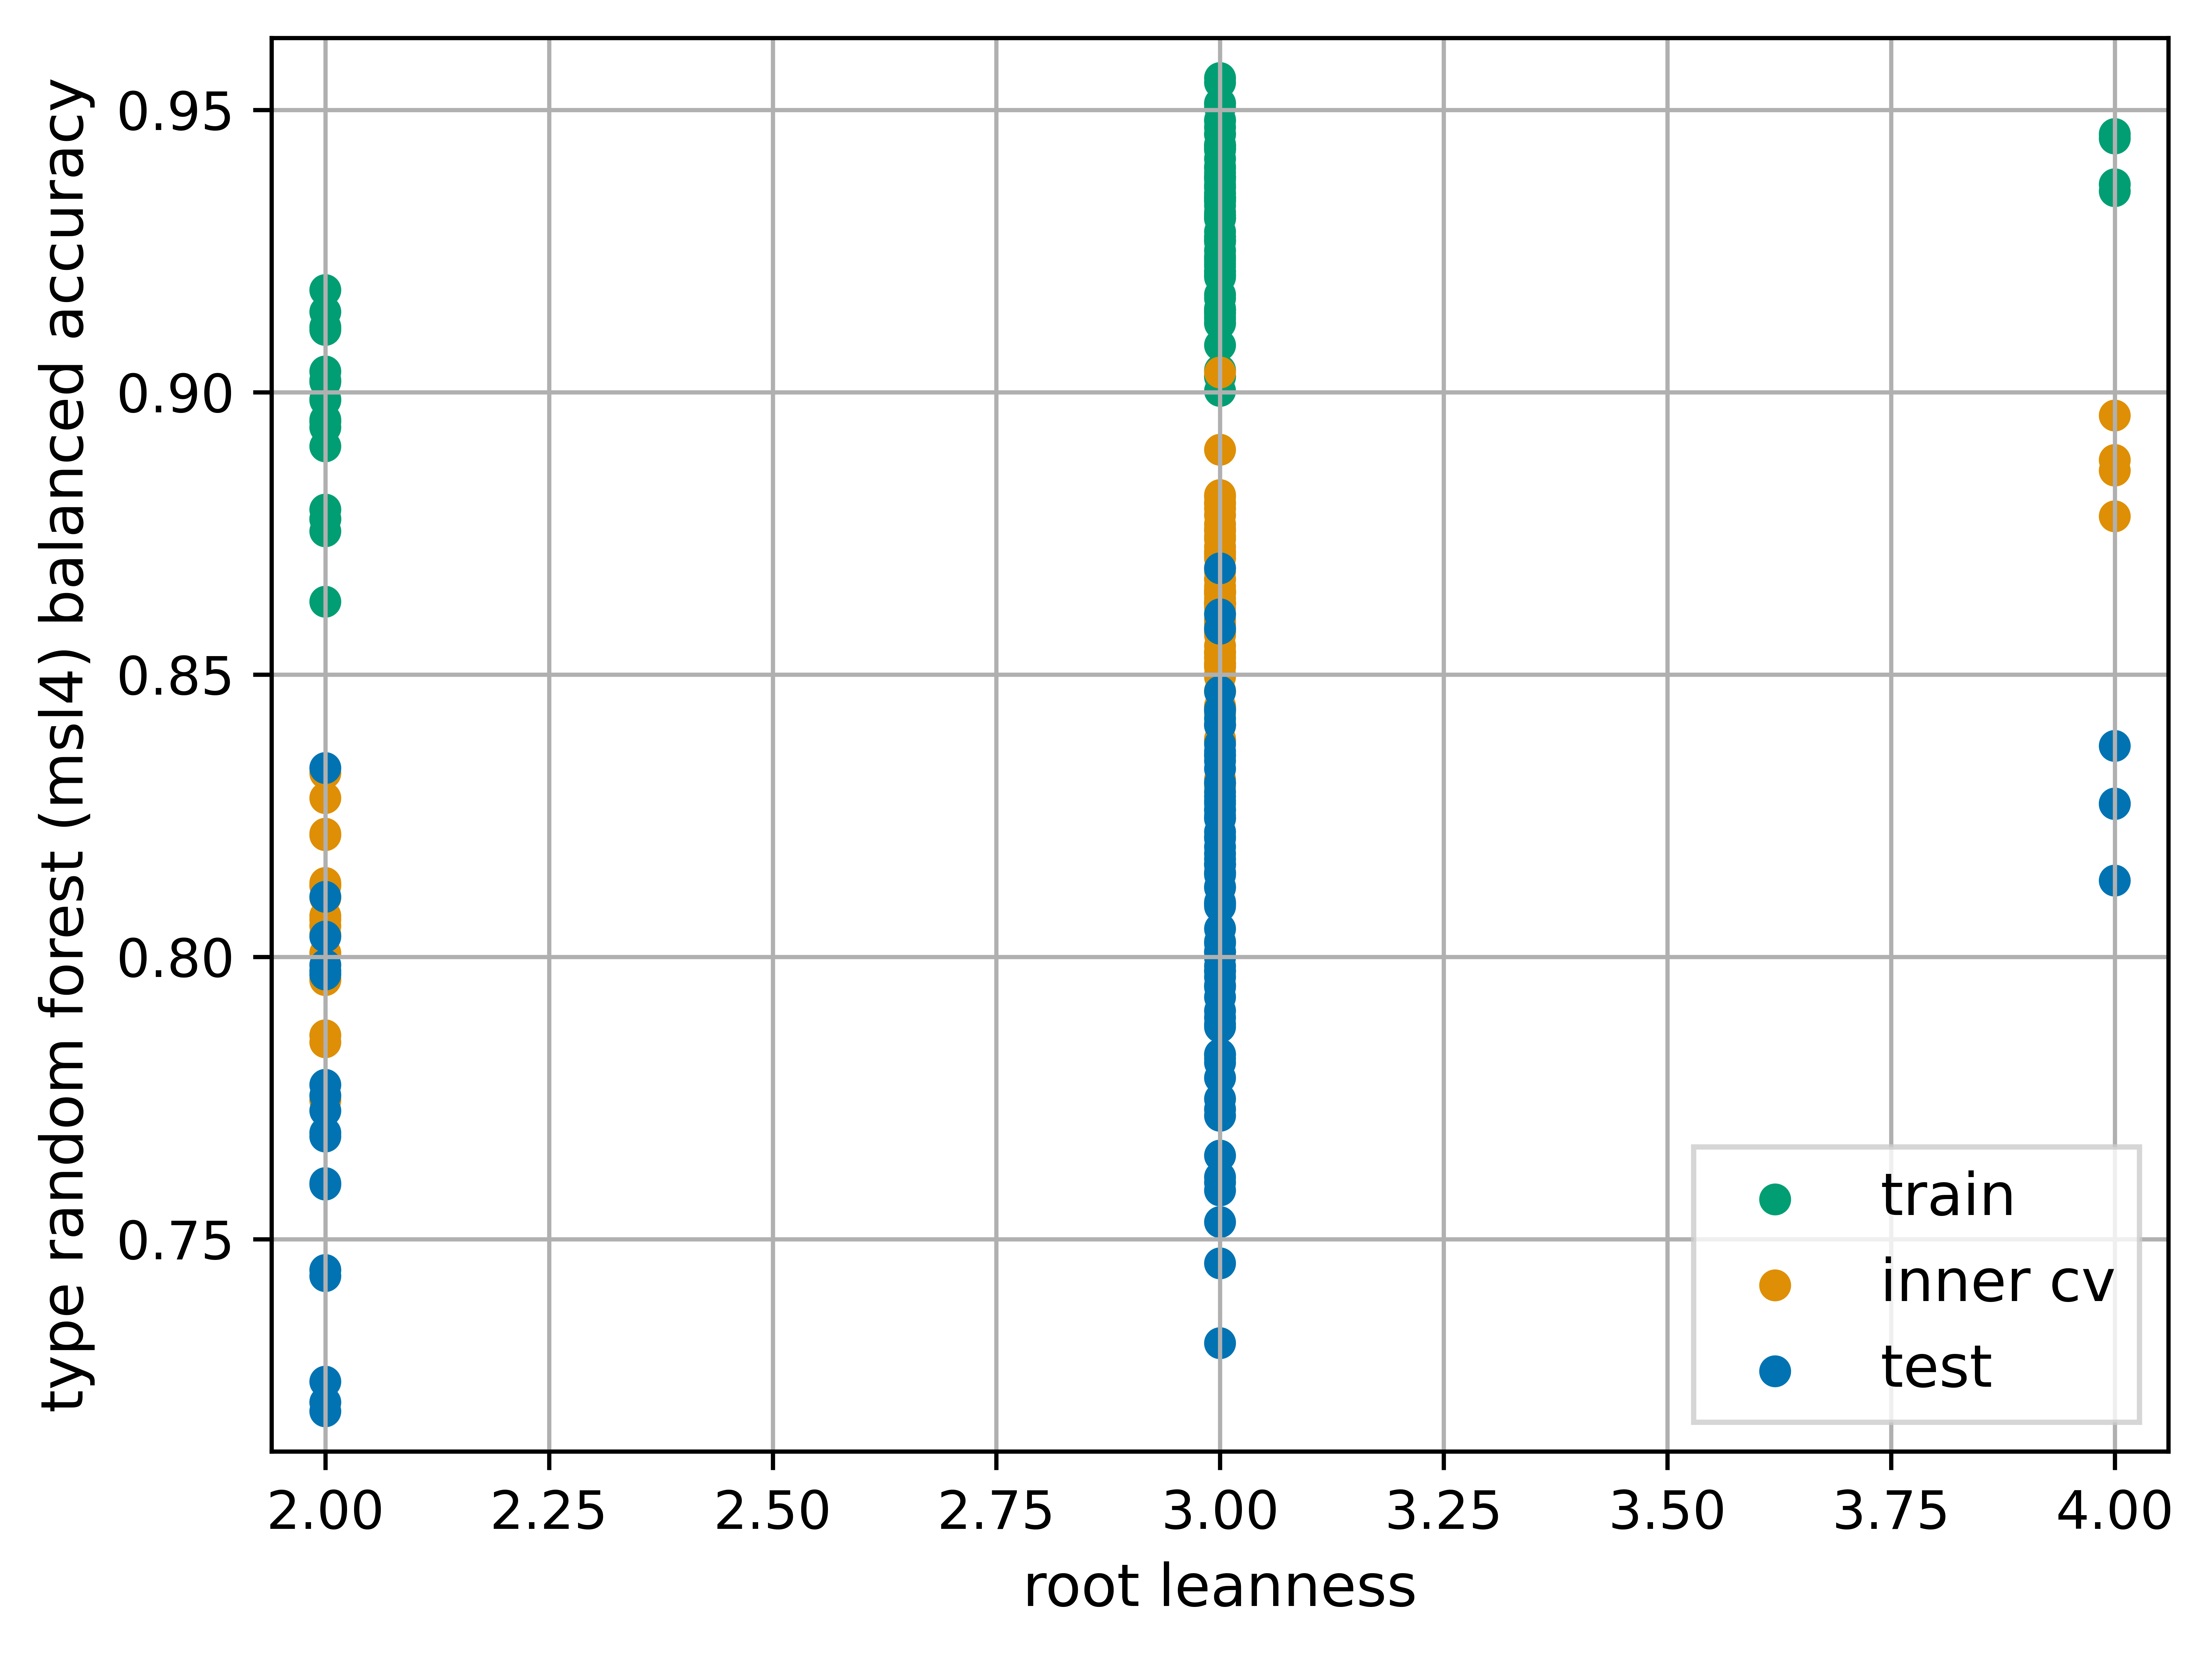 type random forest (msl4) balanced accuracy
0.95
0.90
0.85
0.80
0.75
train
inner cv
test
2.00 2.25 2.50 2.75 3.00 3.25 3.50 3.75 4.00
root leanness